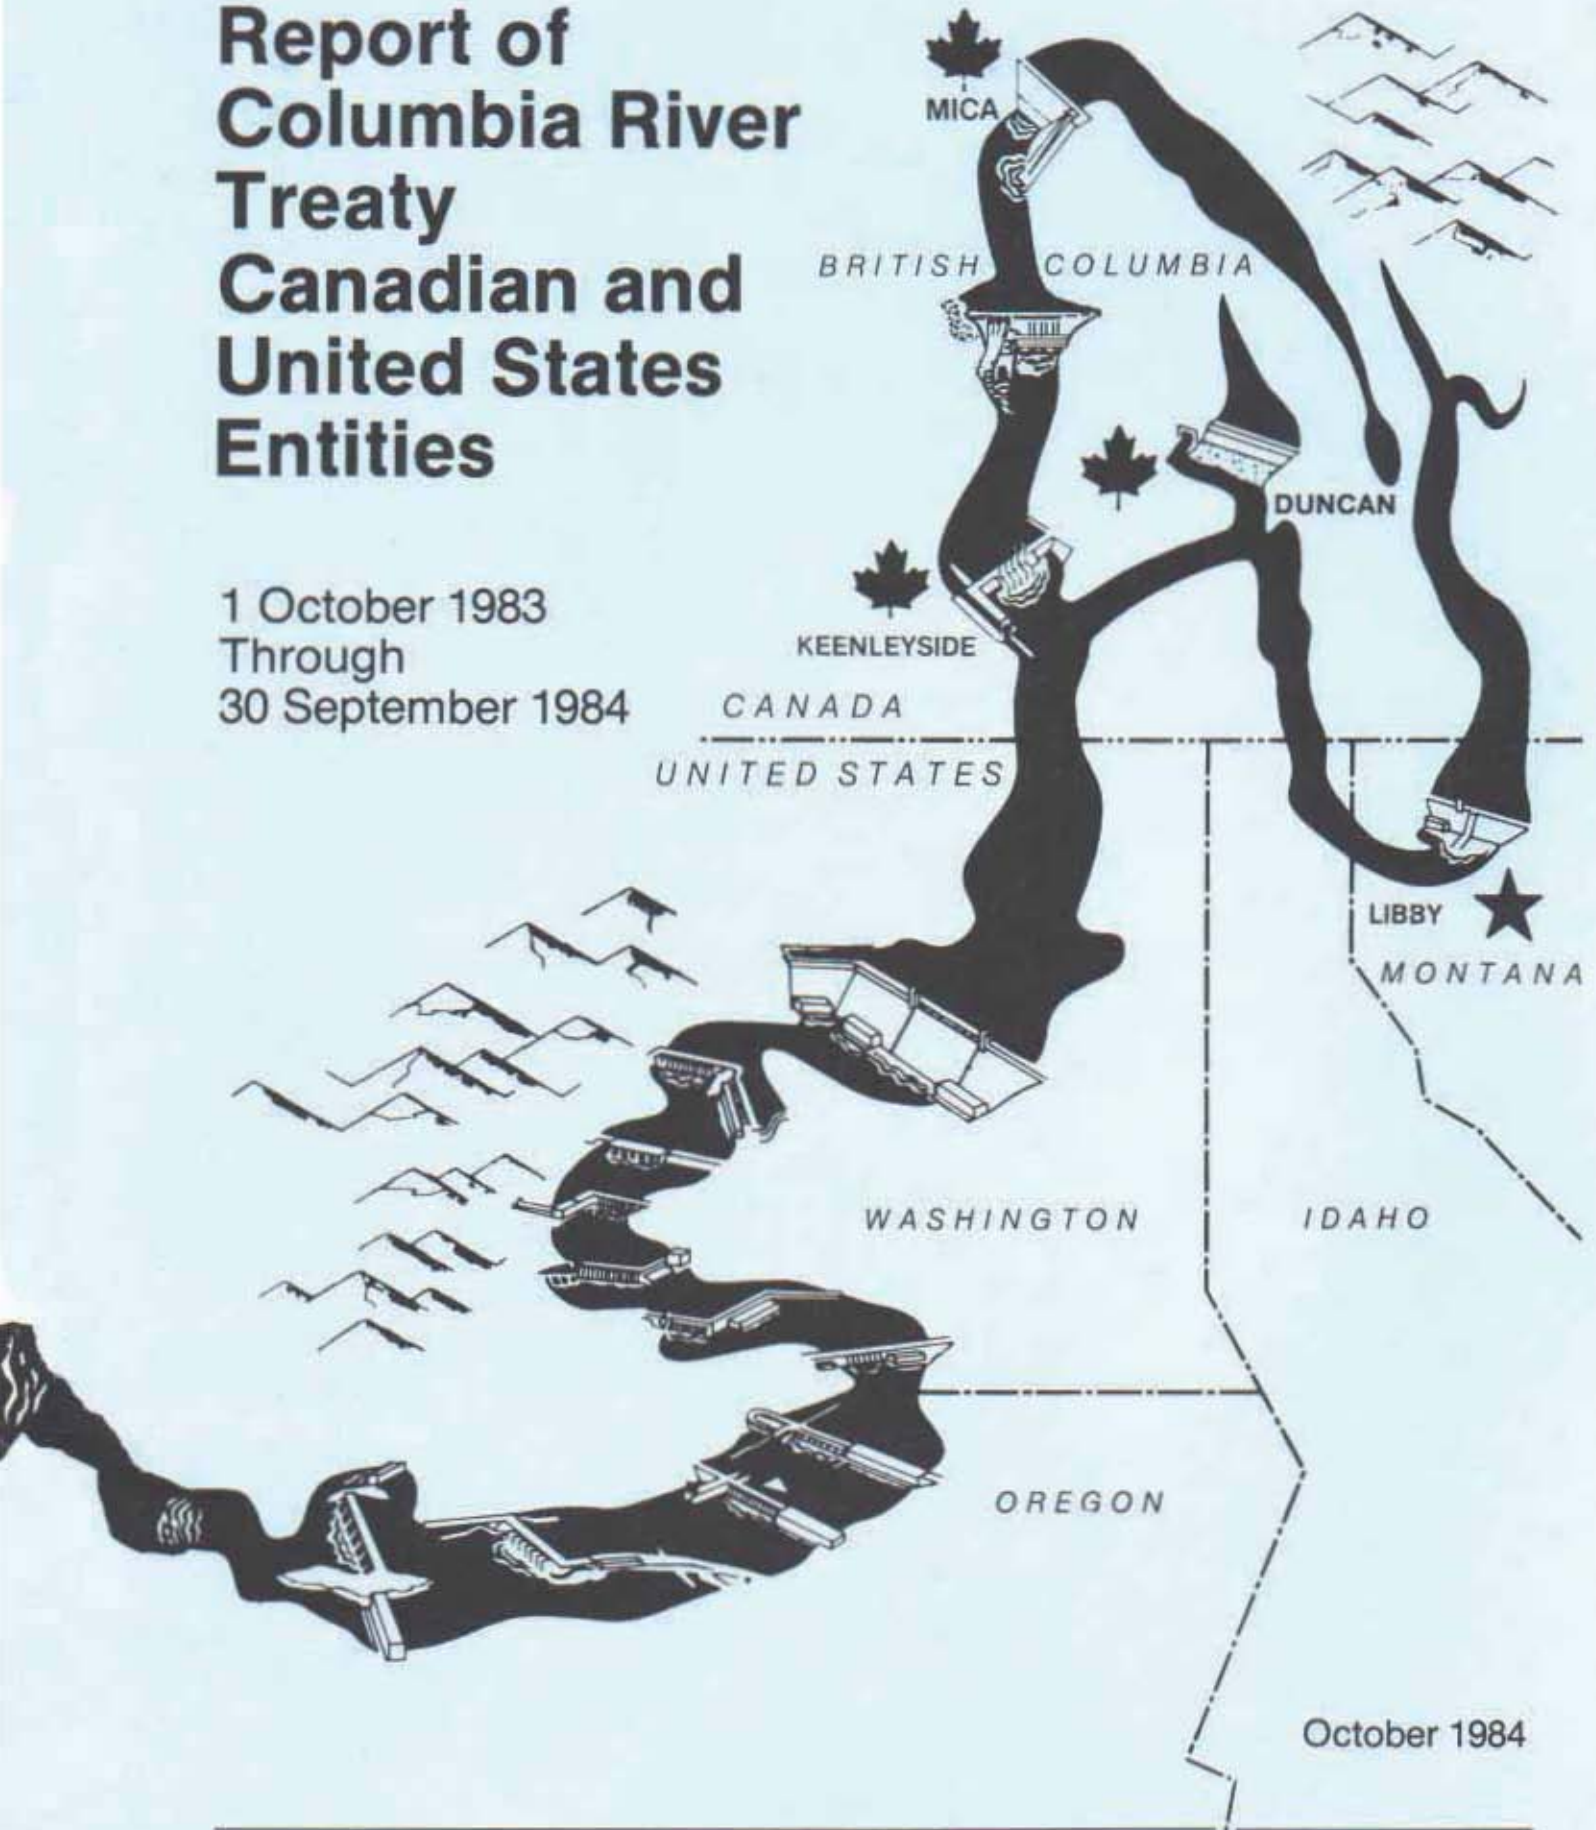 Report of
Columbia River
Treaty
Canadian and
United States
Entities
1 October 1983
Through
30 September 1984
MICA
BRITISH COLUMBIA
DUNCAN
KEENLEYSIDE
CANADA
UNITED STATES
LIBBY
MONTANA
WASHINGTON
IDAHO
OREGON
October 1984